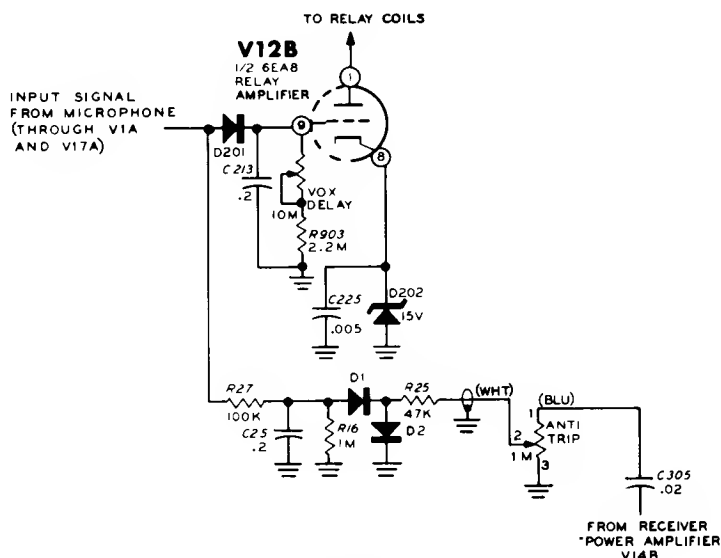 TO RELAY COILS
V12B
1/2 6EA8
RELAY
AMPLIFIER
1
9
8
INPUT SIGNAL
FROM MICROPHONE
(THROUGH V1A
AND V17A)
D201
C213
.2
VOX
DELAY
10M
R903
2.2M
C225
.005
D202
15V
R27
100K
C25
.2
R16
1M
D1
D2
R25
47K
(WHT)
(BLU)
1
2
3
ANTI
TRIP
1M
C305
.02
FROM RECEIVER
"POWER AMPLIFIER
V14B